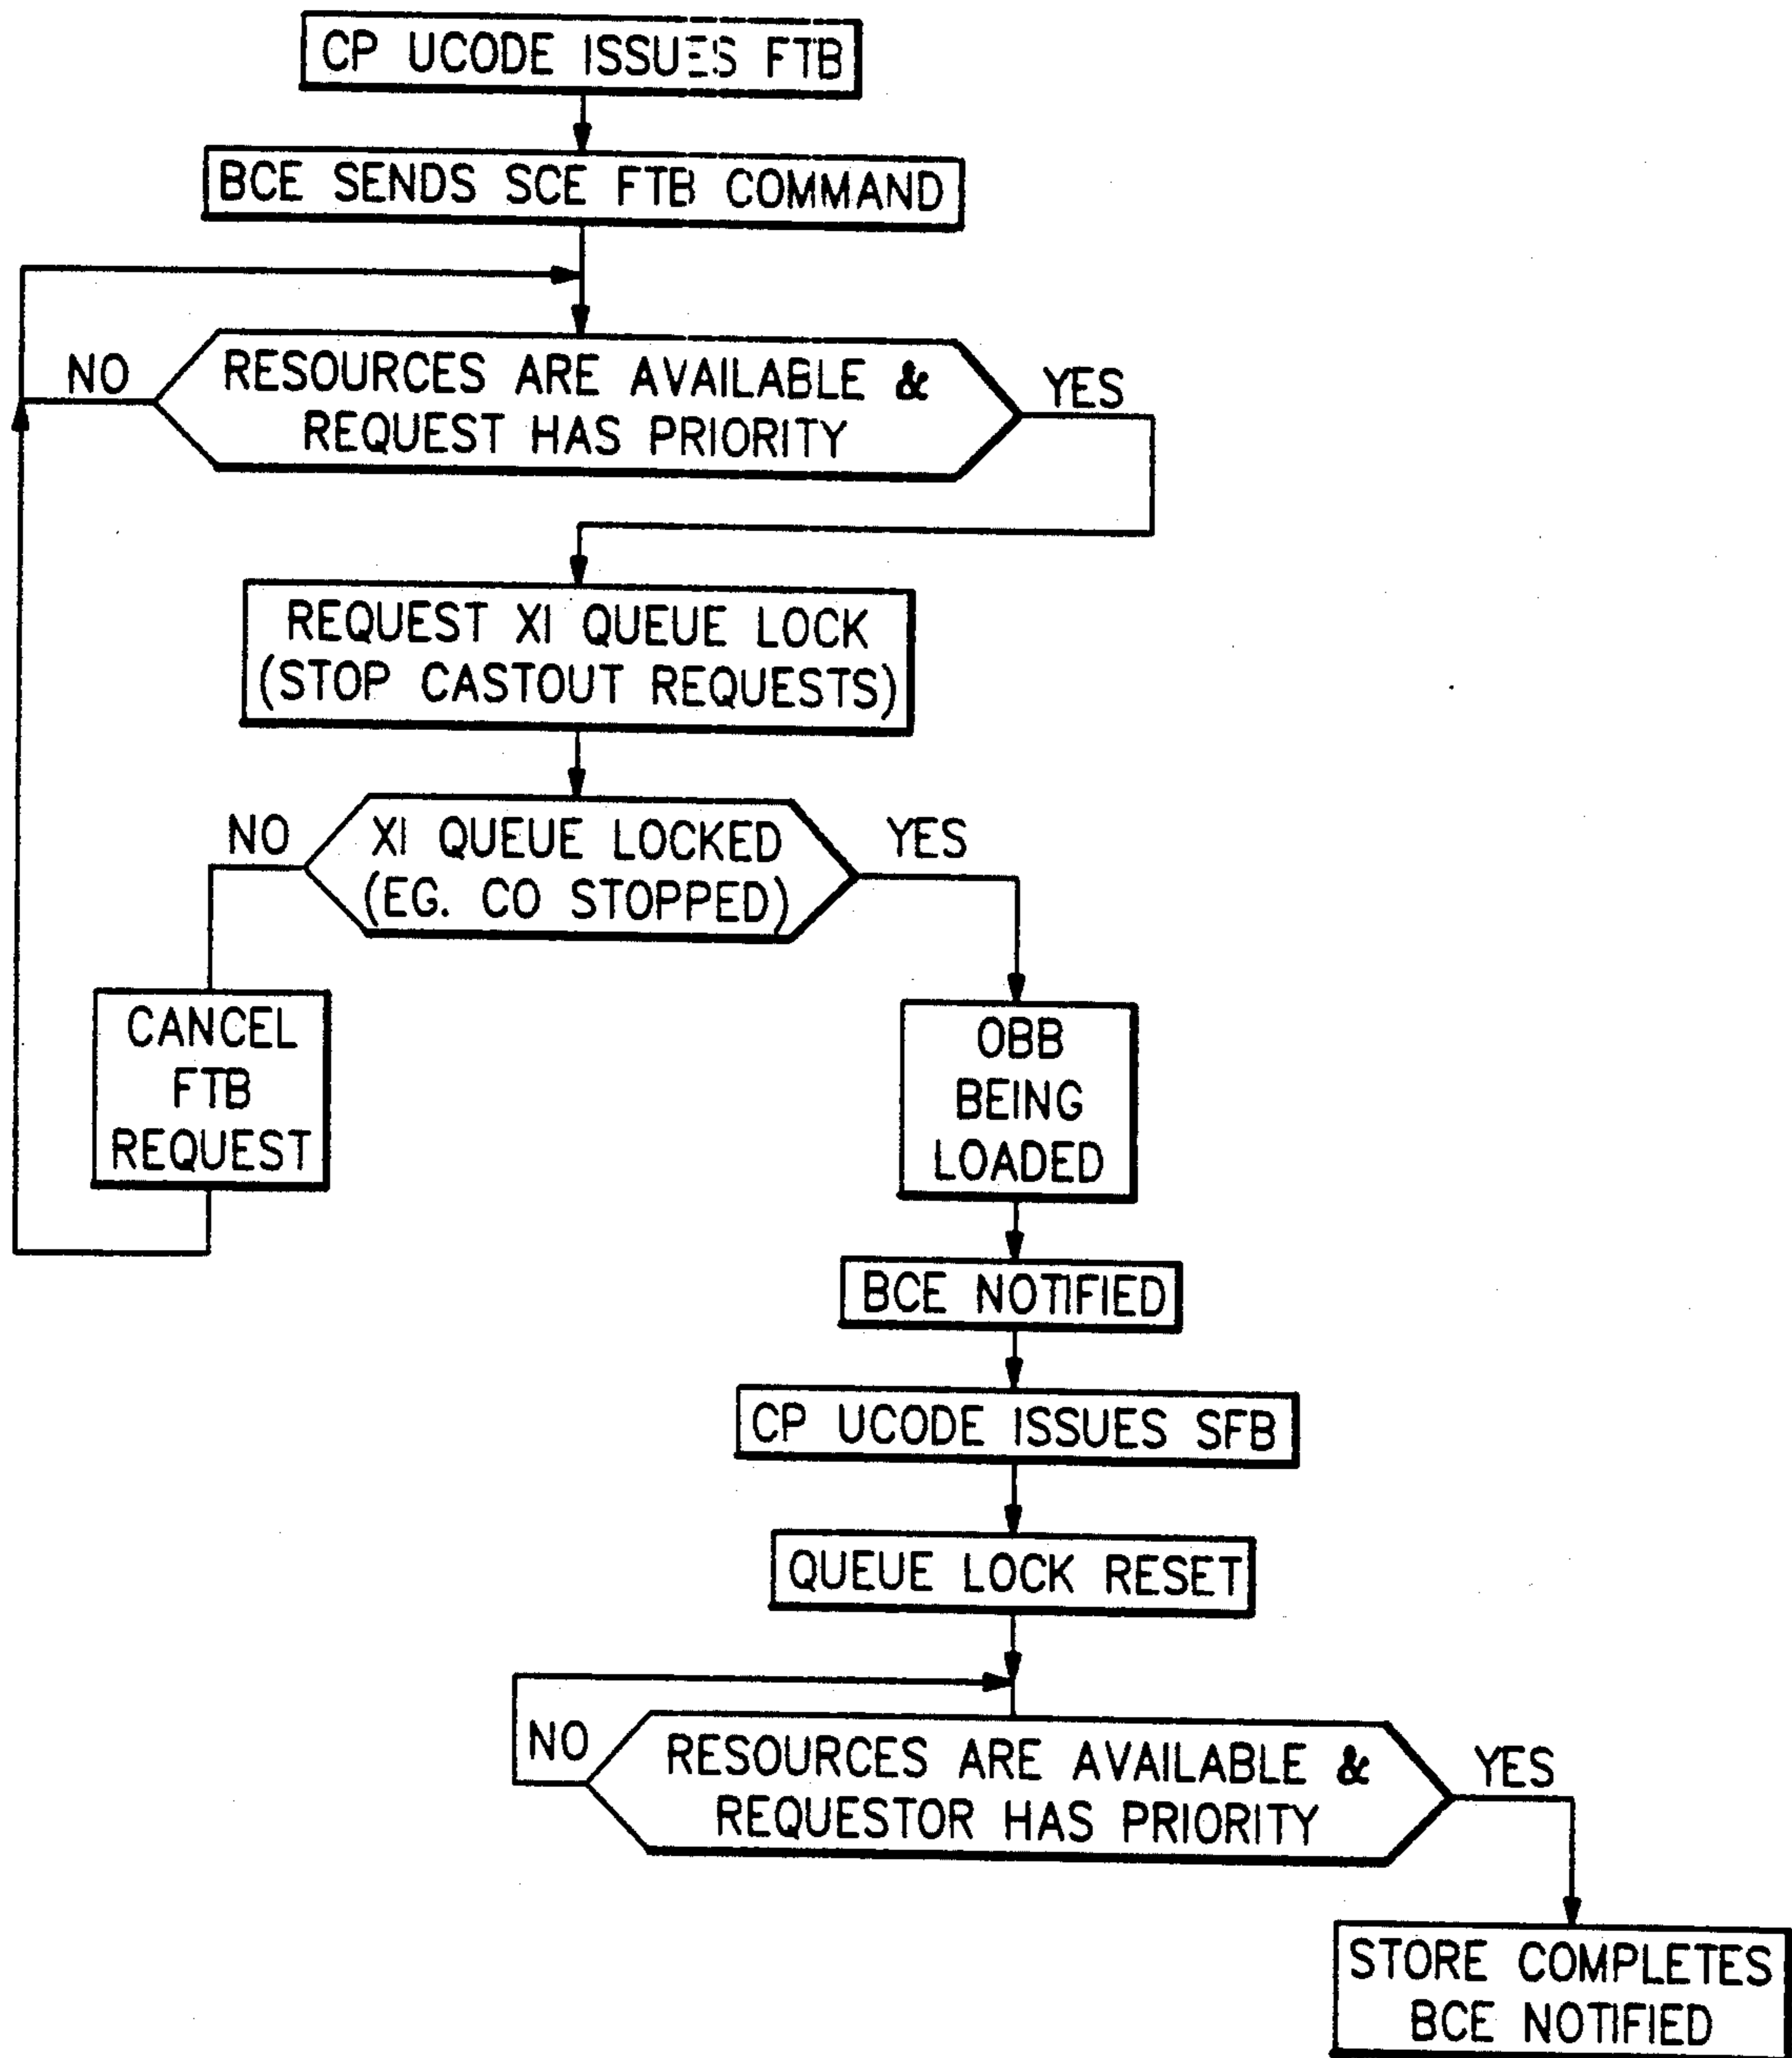 CP UCODE ISSUES FTB
BCE SENDS SCE FTB COMMAND
NO
RESOURCES ARE AVAILABLE &
REQUEST HAS PRIORITY
YES
REQUEST XI QUEUE LOCK
(STOP CASTOUT REQUESTS)
NO
XI QUEUE LOCKED
(EG. CO STOPPED)
YES
CANCEL
FTB
REQUEST
OBB
BEING
LOADED
BCE NOTIFIED
CP UCODE ISSUES SFB
QUEUE LOCK RESET
NO
RESOURCES ARE AVAILABLE &
REQUESTOR HAS PRIORITY
YES
STORE COMPLETES
BCE NOTIFIED